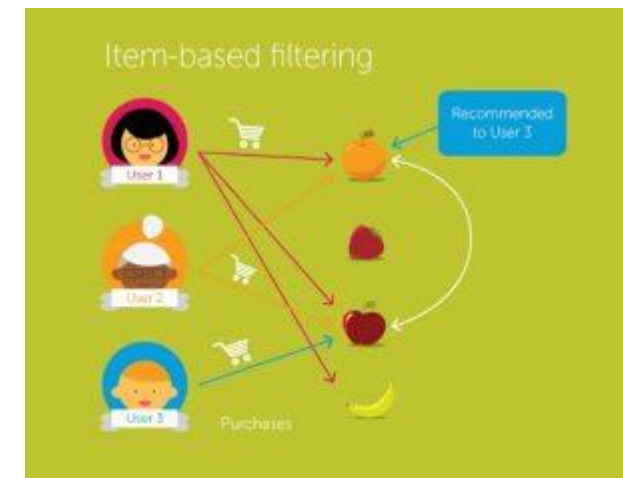 Item-based filtering
Recommended
to User 3
User 1
User 2
User 3
Purchases